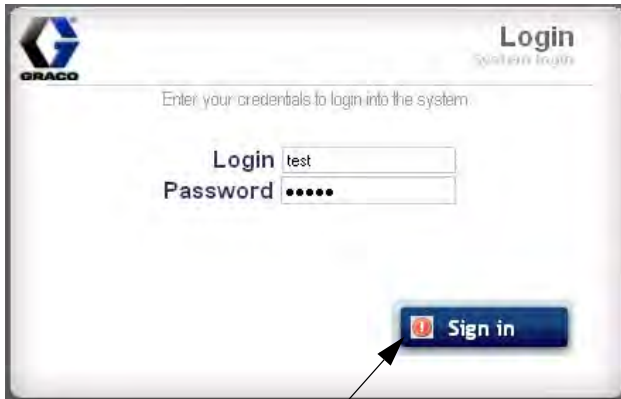 Login
System login
GRACO
Enter your credentials to login into the system
Login test
Password •••••
Sign in